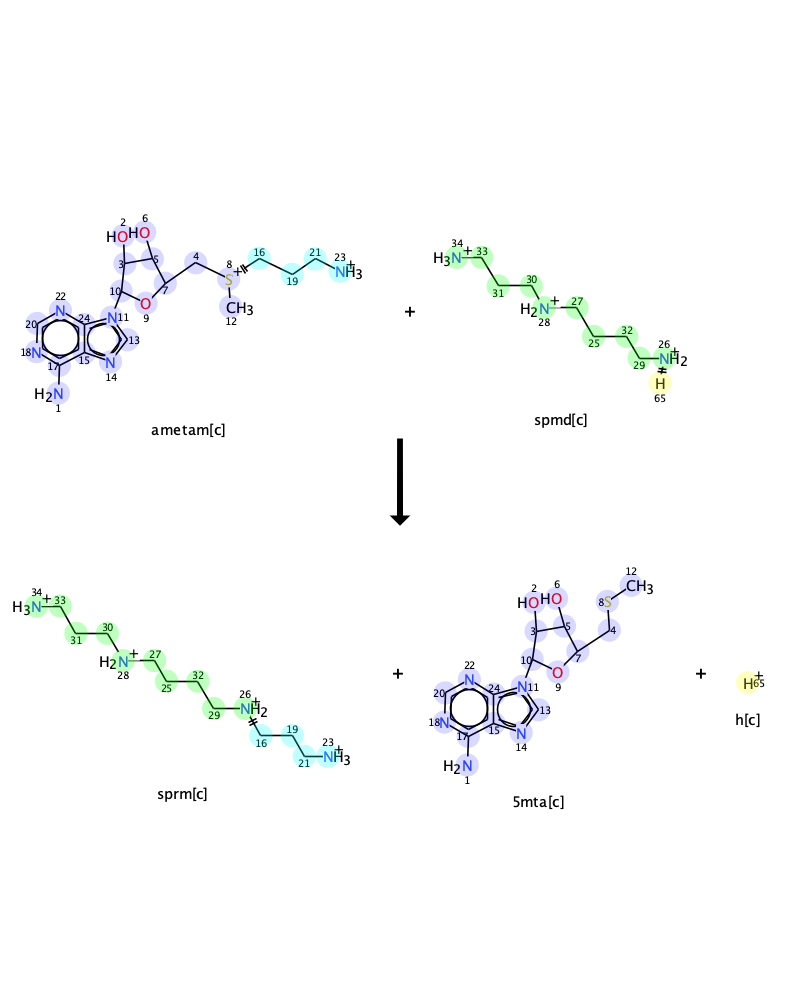 2 6
HO HO
3 5 4 8 S + 16 21 23 NH3 +
10 O 7 CH3 19
22 N 24 N 11 9 12
20 13
18 N 17 15 N 14
H2N 1
ametam[c]
+
34 H3N + 33
31 30
H2N + 28 27
25 32
29 26 NH2 +
H
65
spmd[c]
34 H3N + 33
31 30
H2N + 28 27
25 32
29 26 NH2 +
16 19
21 23 NH3 +
sprm[c]
+
12 CH3
2 6 8 S
HO HO
3 5 4
10 O 7
22 N 24 N 11 9
20 13
18 N 17 15 N 14
H2N 1
5mta[c]
+
H + 65
h[c]